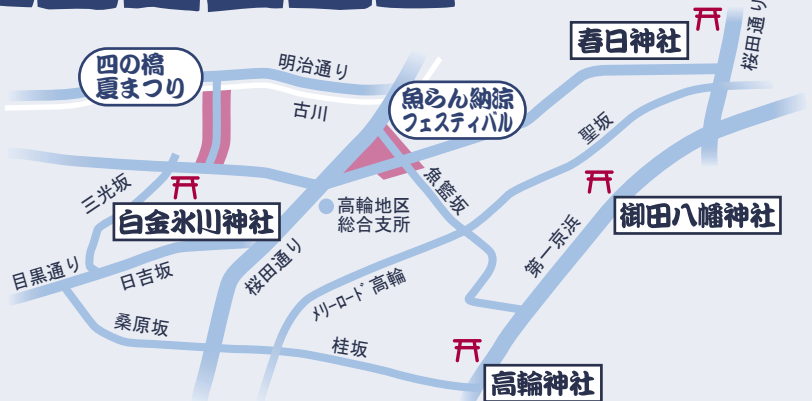 春日神社
桜田通り
四の橋
夏まつり
明治通り
古川
魚らん納涼
フェスティバル
聖坂
三光坂
魚籃坂
白金氷川神社
高輪地区
総合支所
御田八幡神社
第一京浜
目黒通り
日吉坂
桜田通り
メリーロード高輪
桑原坂
桂坂
高輪神社